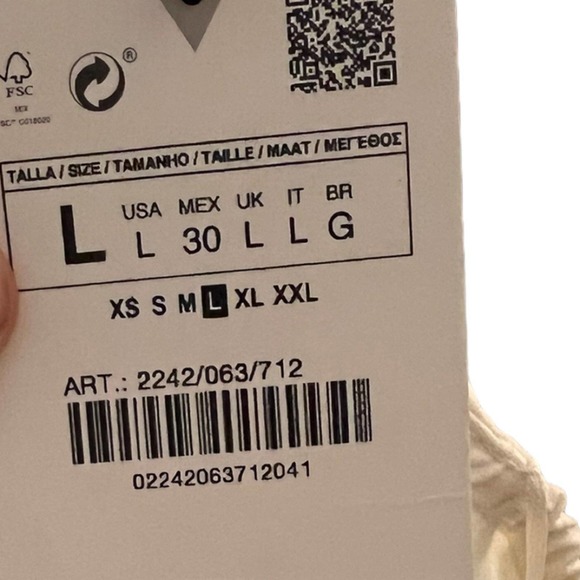 ®
FSC
MIX
TALLA / SIZE / TAMANHO / TAILLE / MAAT / ΜΕΓΕΘΟΣ
USA MEX UK IT BR
L L 30 L L G
XS S M L XL XXL
ART.: 2242/063/712
02242063712041